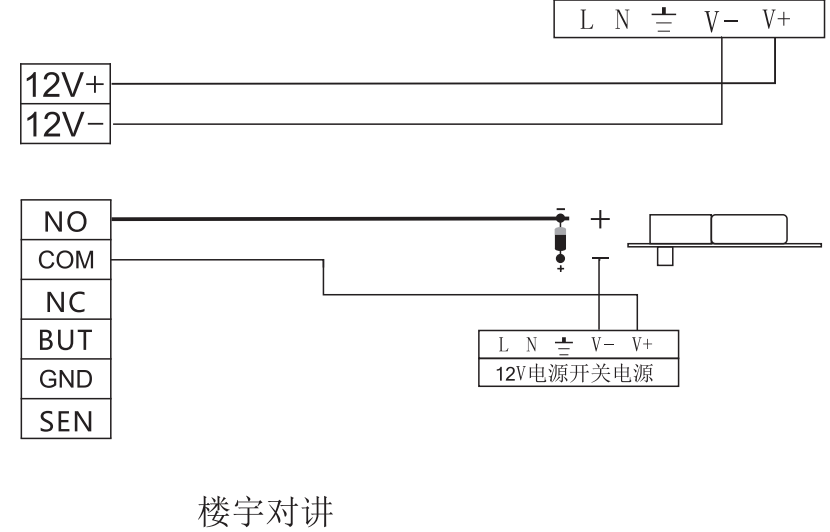 L N ⏚ V− V+
12V+
12V−
NO
COM
NC
BUT
GND
SEN
− +
+ −
L N ⏚ V− V+
12V电源开关电源
楼宇对讲